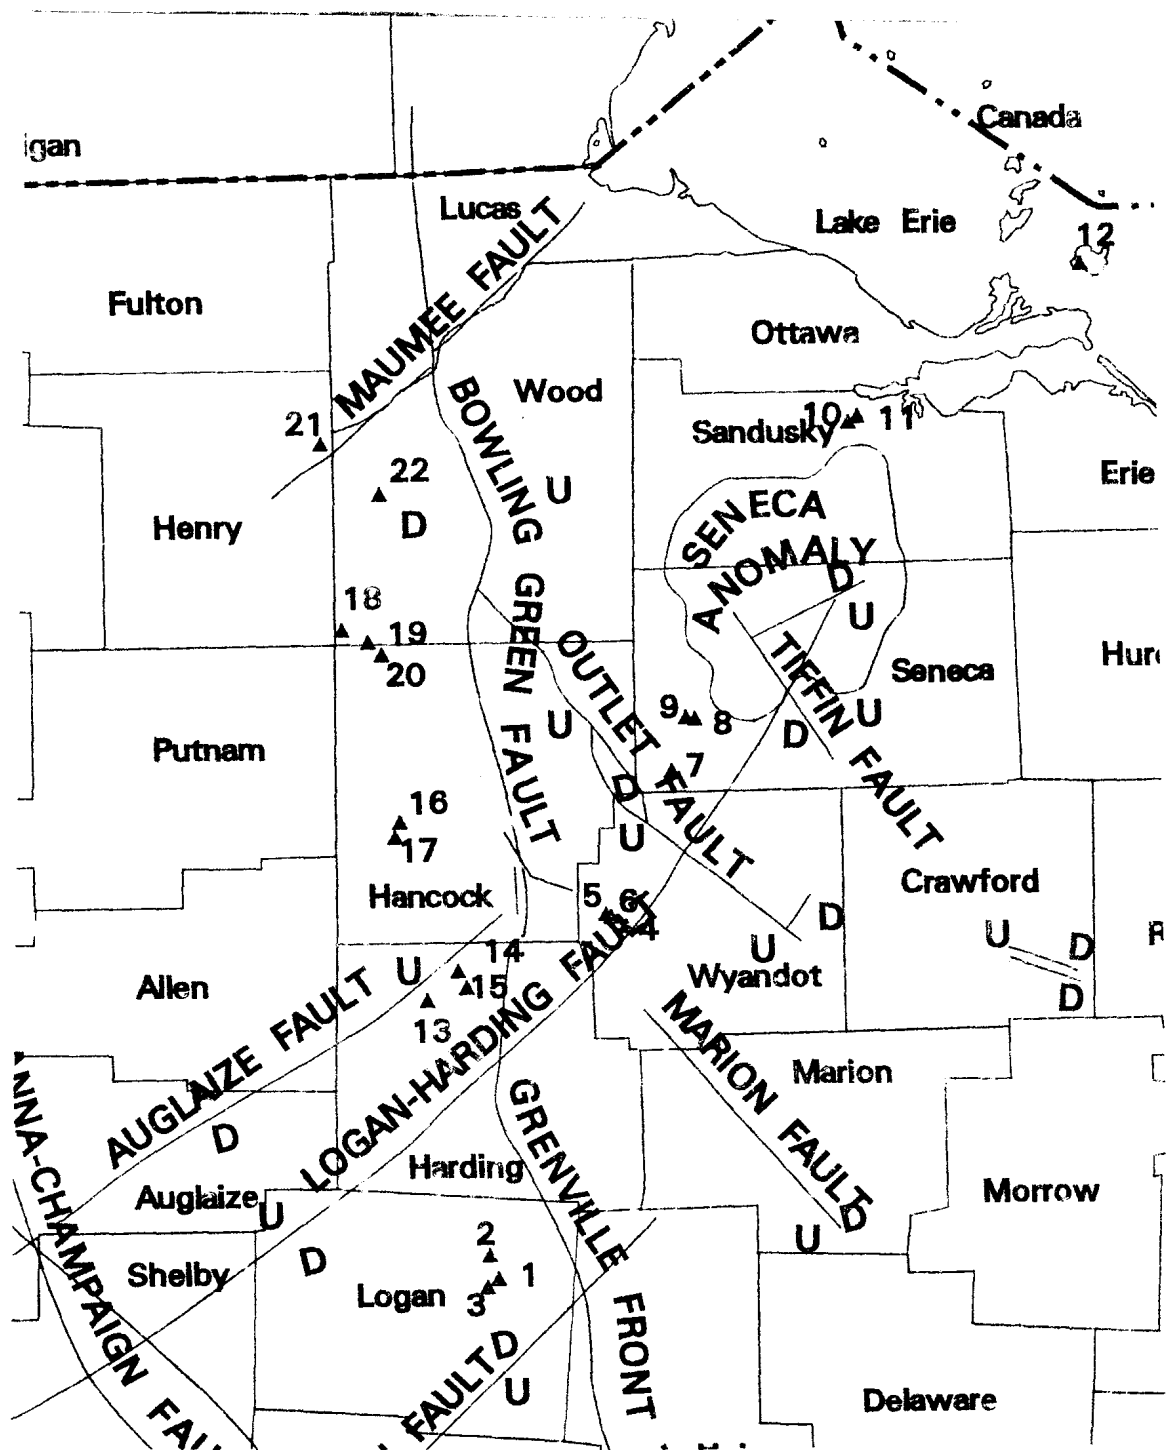 Canada
igan
Lucas
Lake Erie
12
MAUMEE FAULT
Fulton
Ottawa
Wood
BOWLING GREEN FAULT
21
10
11
Sandusky
22
U
Erie
D
Henry
SENECA
ANOMALY
D
U
18
19
20
OUTLET FAULT
TIFFIN FAULT
Seneca
9
8
U
U
D
Putnam
7
D
16
17
U
Hancock
Crawford
5
6
4
D
U
U
D
D
14
15
13
U
Allen
Wyandot
AUGLAIZE FAULT
LOGAN-HARDING FAULT
MARION FAULT
Marion
GRENVILLE FRONT
D
Harding
Auglaize
Morrow
U
D
U
D
2
1
3
Shelby
Logan
NNA-CHAMPAIGN FAU
D
U
FAULT
Delaware